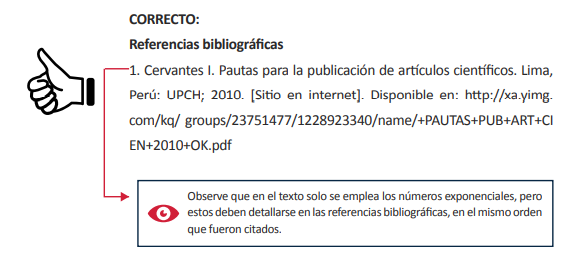 CORRECTO:
Referencias bibliográficas
1. Cervantes I. Pautas para la publicación de artículos científicos. Lima,
Perú: UPCH; 2010. [Sitio en internet]. Disponible en: http://xa.yimg.
com/kq/ groups/23751477/1228923340/name/+PAUTAS+PUB+ART+CI
EN+2010+OK.pdf
Observe que en el texto solo se emplea los números exponenciales, pero
estos deben detallarse en las referencias bibliográficas, en el mismo orden
que fueron citados.